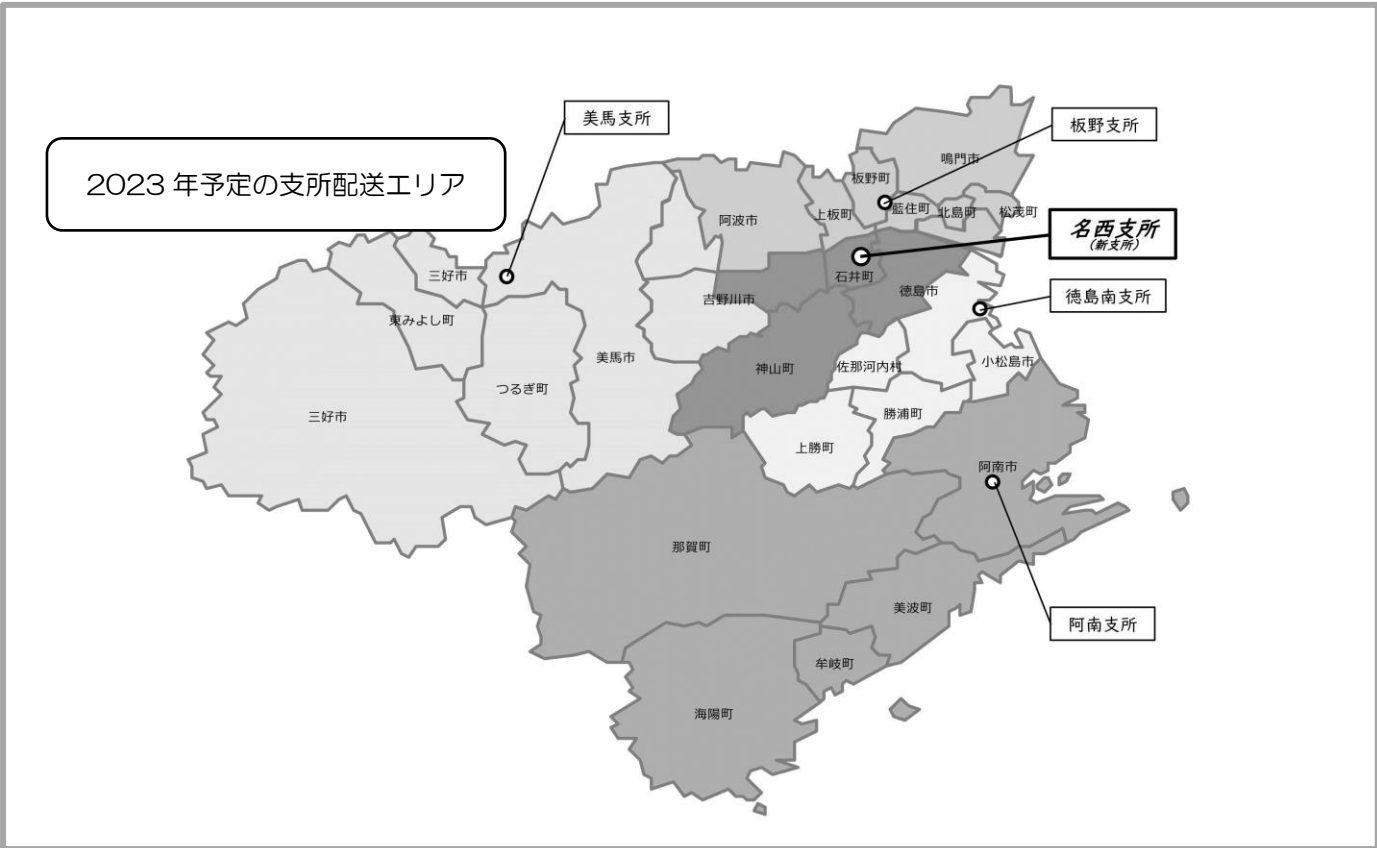 2023 年予定の支所配送エリア
美馬支所
板野支所
鳴門市
板野町
藍住町
北島町
松茂町
上板町
阿波市
名西支所
(新支所)
石井町
三好市
徳島市
徳島南支所
吉野川市
東みよし町
美馬市
小松島市
神山町
佐那河内村
つるぎ町
三好市
勝浦町
上勝町
阿南市
那賀町
美波町
阿南支所
牟岐町
海陽町